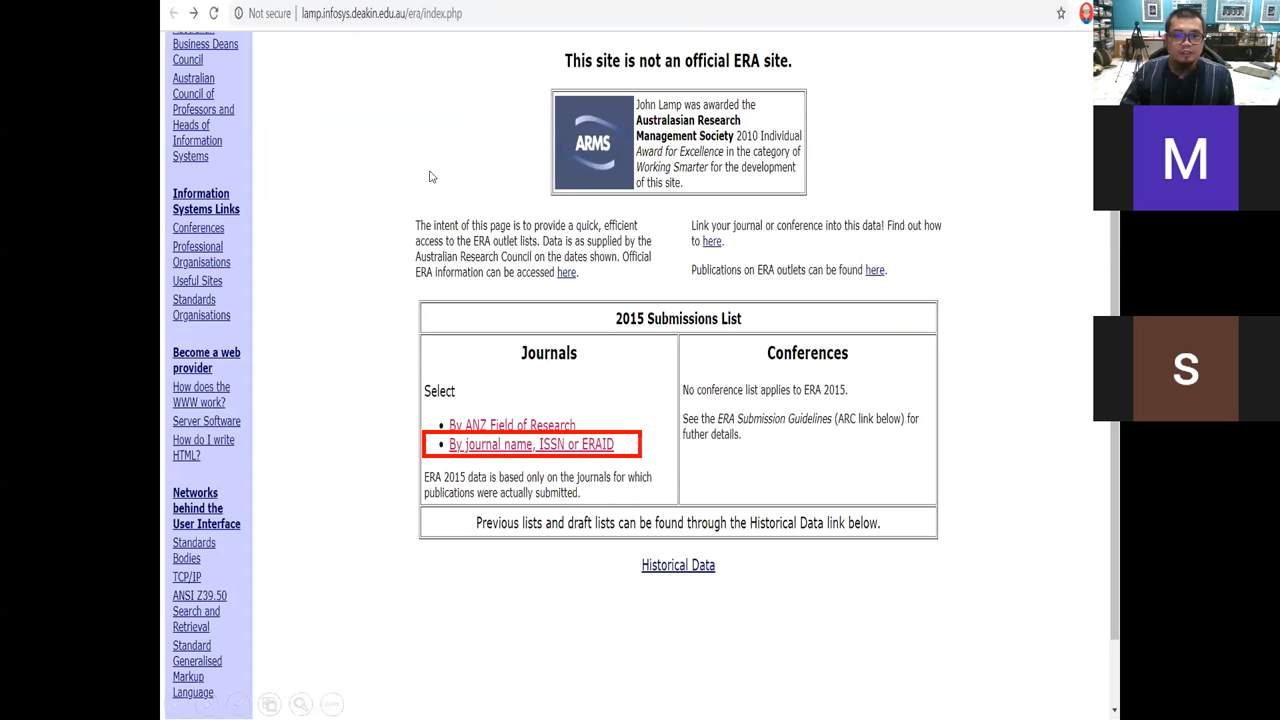 Not secure | lamp.infosys.deakin.edu.au/era/index.php
Business Deans
Council
Australian
Council of
Professors and
Heads of
Information
Systems
Information
Systems Links
Conferences
Professional
Organisations
Useful Sites
Standards
Organisations
Become a web
provider
How does the
WWW work?
Server Software
How do I write
HTML?
Networks
behind the
User Interface
Standards
Bodies
TCP/IP
ANSI Z39.50
Search and
Retrieval
Standard
Generalised
Markup
Language
This site is not an official ERA site.
ARMS
John Lamp was awarded the
Australasian Research
Management Society 2010 Individual
Award for Excellence in the category of
Working Smarter for the development
of this site.
The intent of this page is to provide a quick, efficient
access to the ERA outlet lists. Data is as supplied by the
Australian Research Council on the dates shown. Official
ERA information can be accessed here.
Link your journal or conference into this data! Find out how
to here.
Publications on ERA outlets can be found here.
2015 Submissions List
Journals
Select
• By ANZ Field of Research
• By journal name, ISSN or ERAID
ERA 2015 data is based only on the journals for which
publications were actually submitted.
Conferences
No conference list applies to ERA 2015.
See the ERA Submission Guidelines (ARC link below) for
futher details.
Previous lists and draft lists can be found through the Historical Data link below.
Historical Data
M
S